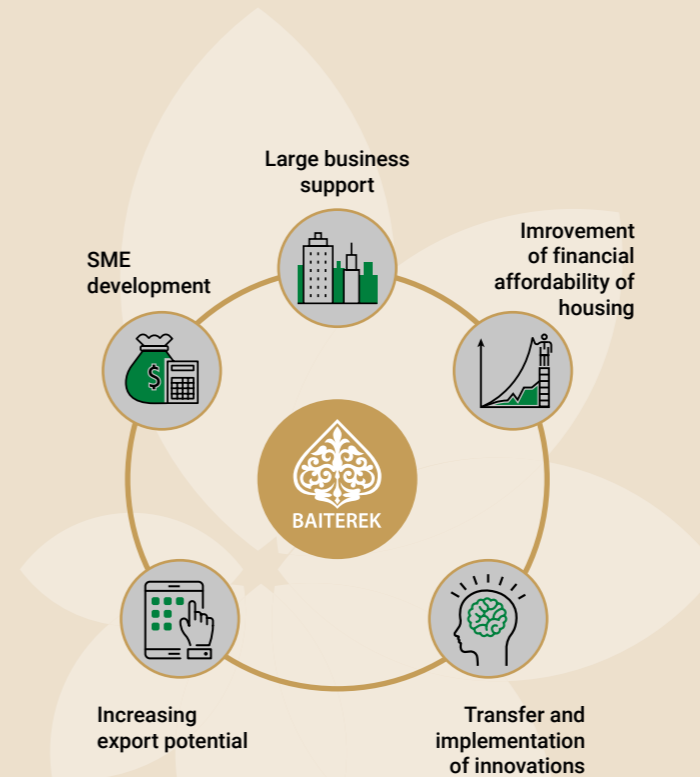 Large business
support
Imrovement
of financial
affordability of
housing
SME
development
$
BAITEREK
Increasing
export potential
Transfer and
implementation
of innovations